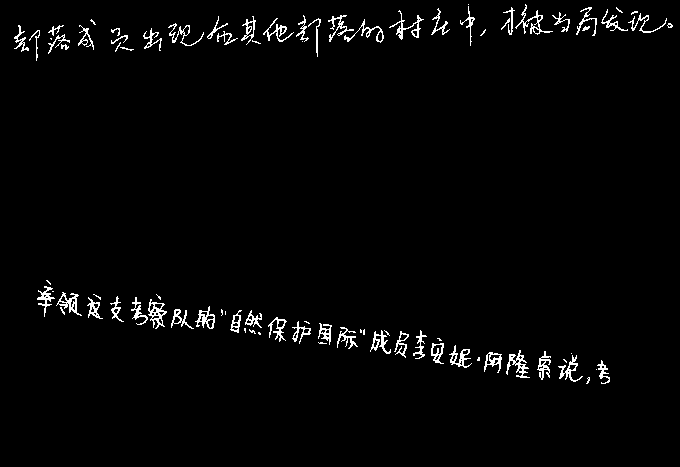 部落成员出现在其他部落的村庄中，才被当局发现。
率领这支考察队的"自然保护国际"成员李安妮·阿隆索说，考